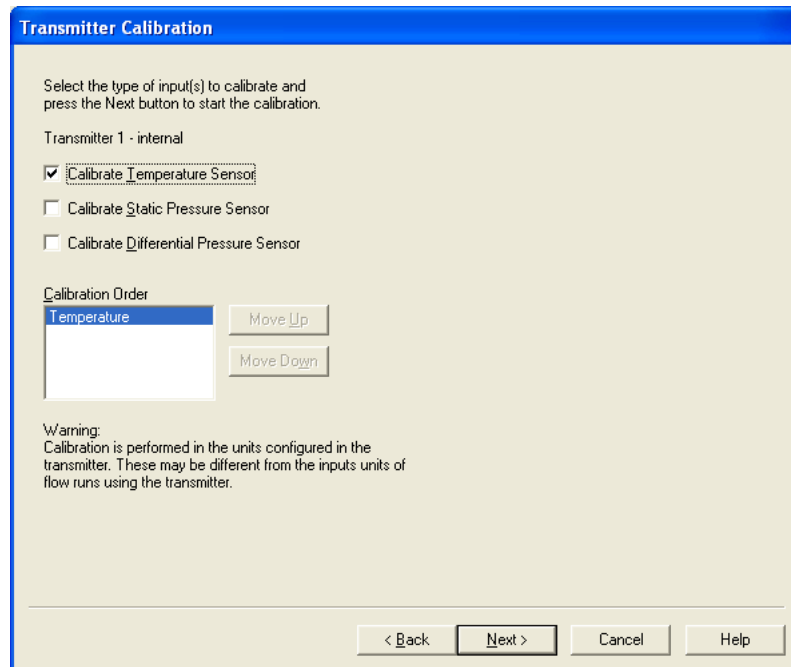 Transmitter Calibration
Select the type of input(s) to calibrate and
press the Next button to start the calibration.
Transmitter 1 - internal
Calibrate Temperature Sensor
Calibrate Static Pressure Sensor
Calibrate Differential Pressure Sensor
Calibration Order
Temperature
Move Up
Move Down
Warning:
Calibration is performed in the units configured in the
transmitter. These may be different from the inputs units of
flow runs using the transmitter.
< Back Next > Cancel Help